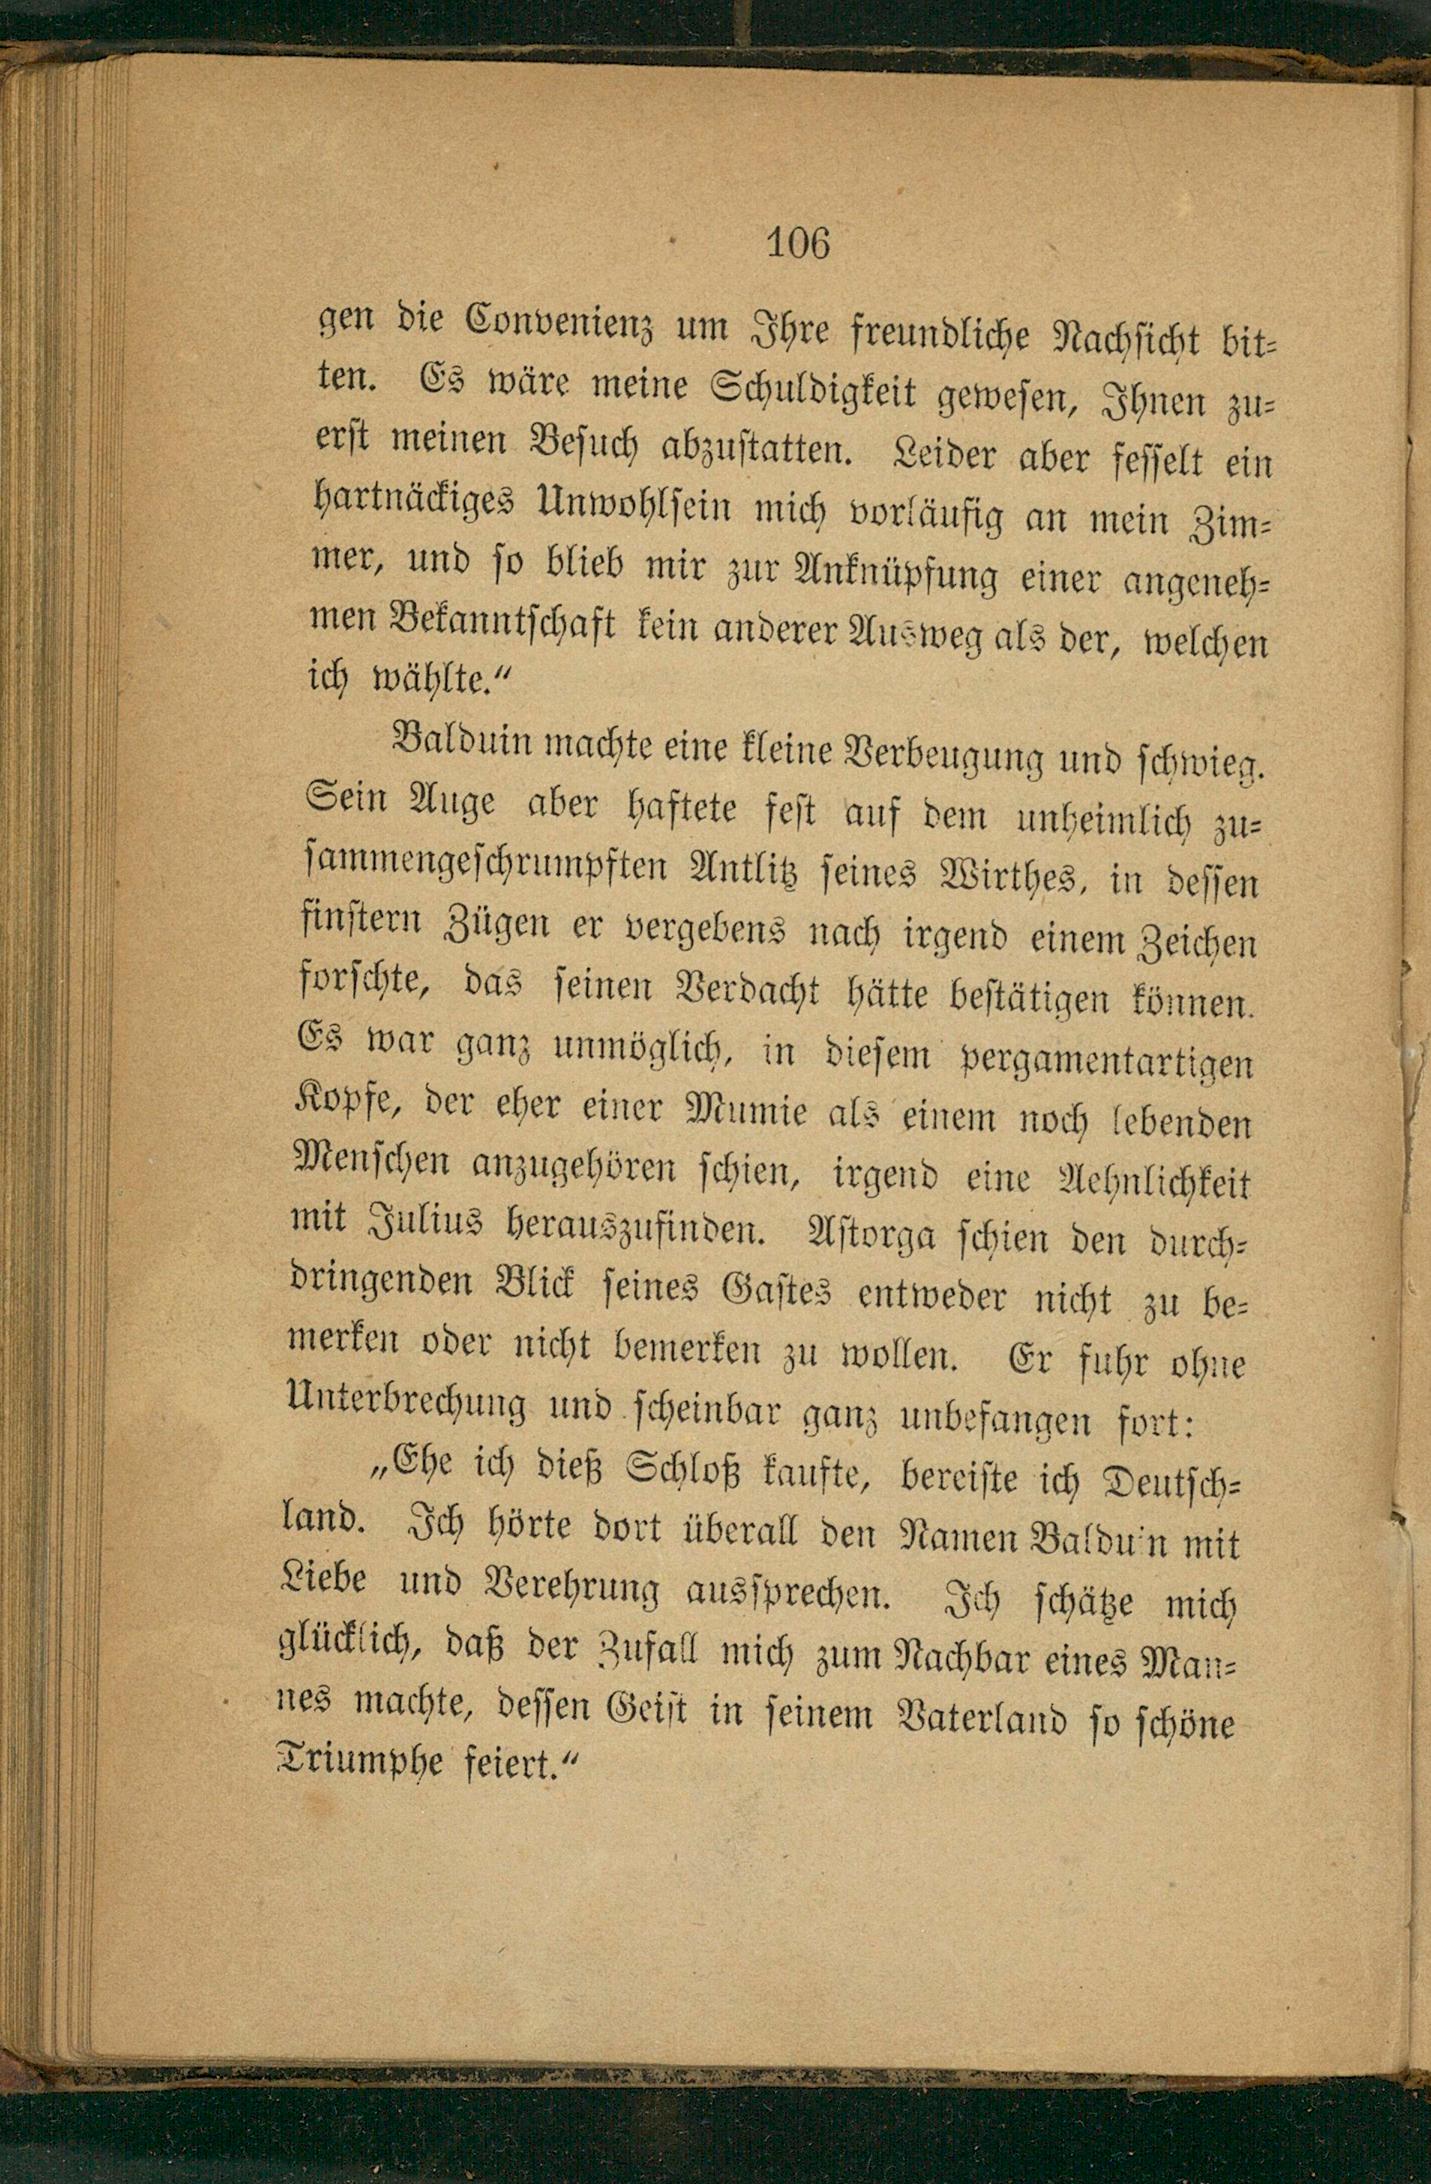 106
gen die Convenienz um Ihre freundliche Nachsicht bit=
ten. Es wäre meine Schuldigkeit gewesen, Ihnen zu=
erst meinen Besuch abzustatten. Leider aber fesselt ein
hartnäckiges Unwohlsein mich vorläufig an mein Zim=
mer, und so blieb mir zur Anknüpfung einer angeneh=
men Bekanntschaft kein anderer Ausweg als der, welchen
ich wählte.“
Balduin machte eine kleine Verbeugung und schwieg.
Sein Auge aber haftete fest auf dem unheimlich zu=
sammengeschrumpften Antlitz seines Wirthes, in dessen
finstern Zügen er vergebens nach irgend einem Zeichen
forschte, das seinen Verdacht hätte bestätigen können.
Es war ganz unmöglich, in diesem pergamentartigen
Kopfe, der eher einer Mumie als einem noch lebenden
Menschen anzugehören schien, irgend eine Aehnlichkeit
mit Julius herauszufinden. Astorga schien den durch=
dringenden Blick seines Gastes entweder nicht zu be=
merken oder nicht bemerken zu wollen. Er fuhr ohne
Unterbrechung und scheinbar ganz unbefangen fort:
„Ehe ich dieß Schloß kaufte, bereiste ich Deutsch=
land. Ich hörte dort überall den Namen Balduin mit
Liebe und Verehrung aussprechen. Ich schätze mich
glücklich, daß der Zufall mich zum Nachbar eines Man=
nes machte, dessen Geist in seinem Vaterland so schöne
Triumphe feiert.“